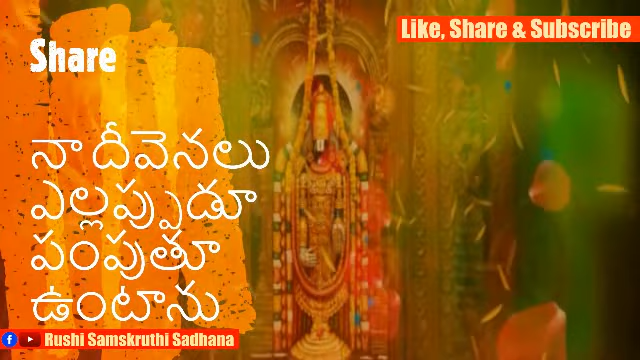 Like, Share & Subscribe
Share
నా దీవెనలు
ఎల్లప్పుడూ
పంపుతూ
ఉంటాను
Rushi Samskruthi Sadhana